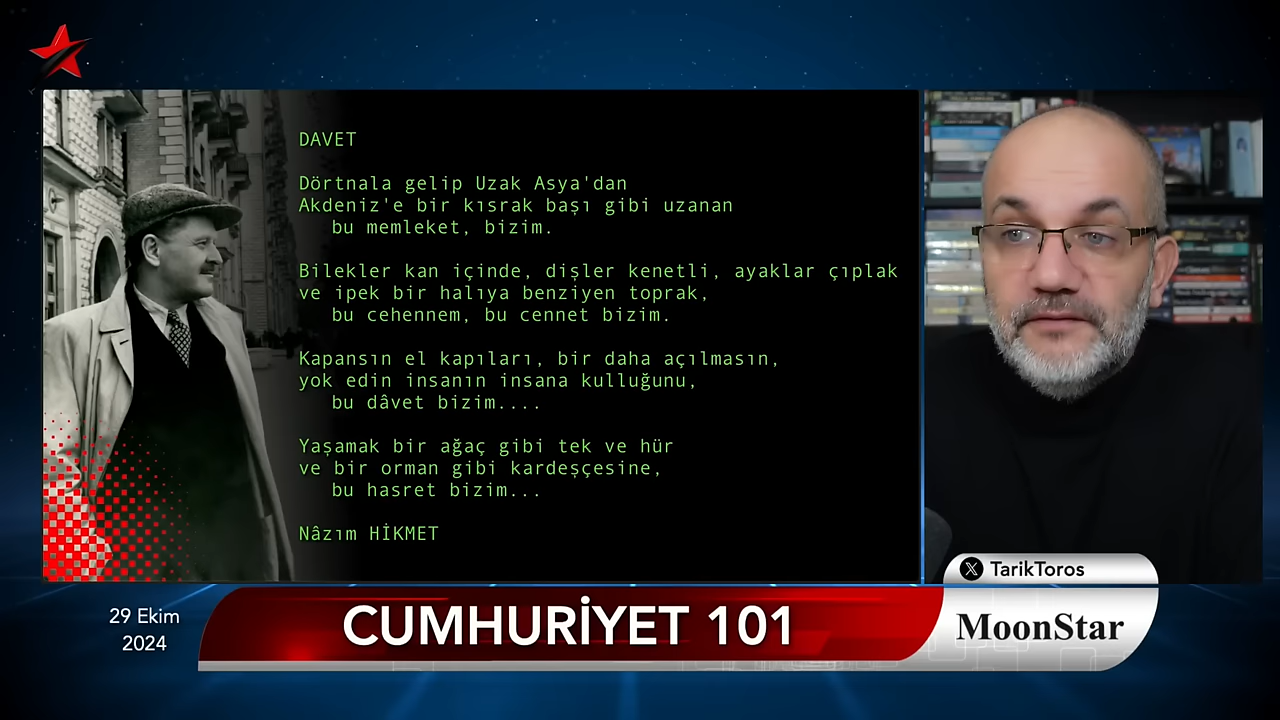 DAVET
Dörtnala gelip Uzak Asya'dan
Akdeniz'e bir kısrak başı gibi uzanan
bu memleket, bizim.
Bilekler kan içinde, dişler kenetli, ayaklar çıplak
ve ipek bir halıya benziyen toprak,
bu cehennem, bu cennet bizim.
Kapansın el kapıları, bir daha açılmasın,
yok edin insanın insana kulluğunu,
bu dâvet bizim....
Yaşamak bir ağaç gibi tek ve hür
ve bir orman gibi kardeşçesine,
bu hasret bizim...
Nâzım HİKMET
TarikToros
29 Ekim
2024
CUMHURİYET 101
MoonStar